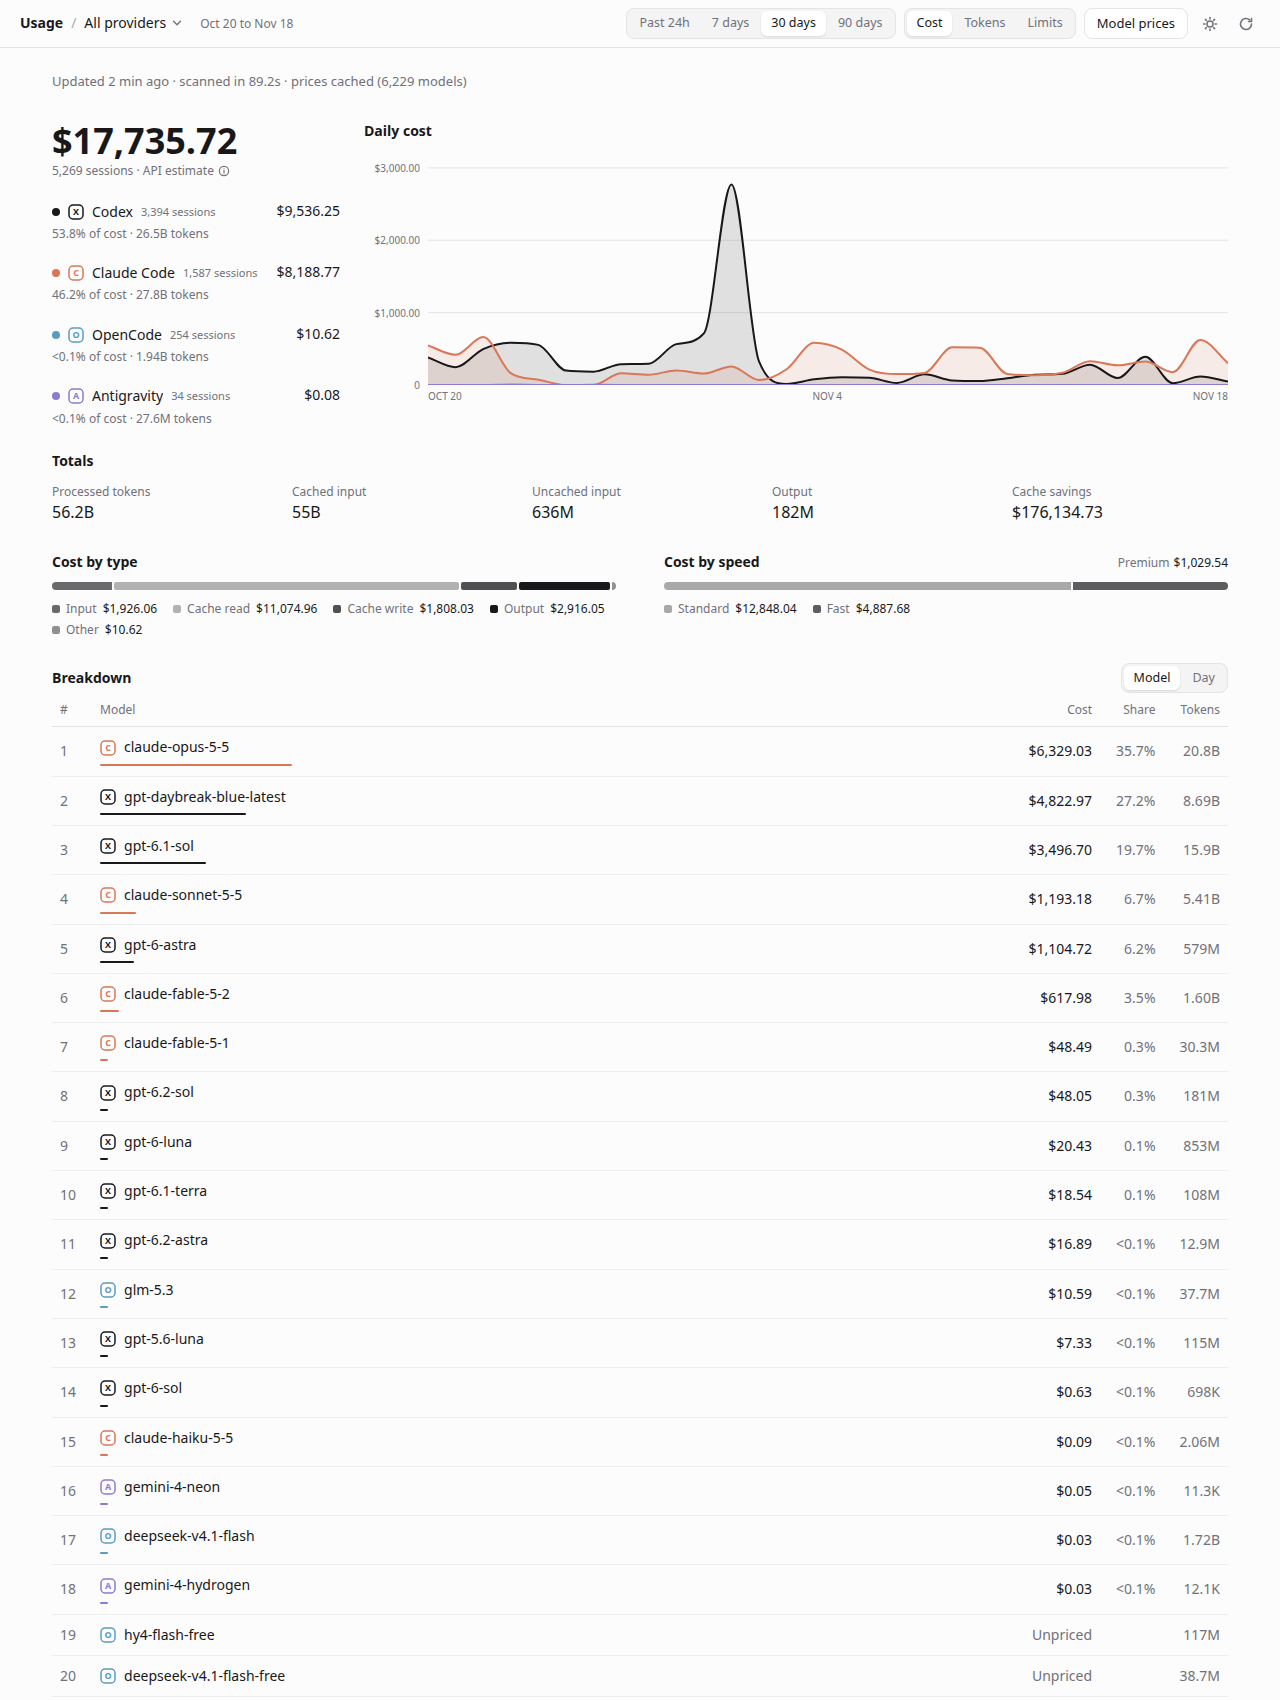 Usage / All providers Oct 20 to Nov 18 Past 24h 7 days 30 days 90 days Cost Tokens Limits Model prices
Updated 2 min ago · scanned in 89.2s · prices cached (6,229 models)
$17,735.72
5,269 sessions · API estimate
X Codex 3,394 sessions $9,536.25
53.8% of cost · 26.5B tokens
C Claude Code 1,587 sessions $8,188.77
46.2% of cost · 27.8B tokens
O OpenCode 254 sessions $10.62
<0.1% of cost · 1.94B tokens
A Antigravity 34 sessions $0.08
<0.1% of cost · 27.6M tokens
Daily cost
$3,000.00
$2,000.00
$1,000.00
0
OCT 20 NOV 4 NOV 18
Totals
Processed tokens Cached input Uncached input Output Cache savings
56.2B 55B 636M 182M $176,134.73
Cost by type
Input $1,926.06 Cache read $11,074.96 Cache write $1,808.03 Output $2,916.05
Other $10.62
Cost by speed Premium $1,029.54
Standard $12,848.04 Fast $4,887.68
Breakdown Model Day
# Model Cost Share Tokens
1 C claude-opus-5-5 $6,329.03 35.7% 20.8B
2 X gpt-daybreak-blue-latest $4,822.97 27.2% 8.69B
3 X gpt-6.1-sol $3,496.70 19.7% 15.9B
4 C claude-sonnet-5-5 $1,193.18 6.7% 5.41B
5 X gpt-6-astra $1,104.72 6.2% 579M
6 C claude-fable-5-2 $617.98 3.5% 1.60B
7 C claude-fable-5-1 $48.49 0.3% 30.3M
8 X gpt-6.2-sol $48.05 0.3% 181M
9 X gpt-6-luna $20.43 0.1% 853M
10 X gpt-6.1-terra $18.54 0.1% 108M
11 X gpt-6.2-astra $16.89 <0.1% 12.9M
12 O glm-5.3 $10.59 <0.1% 37.7M
13 X gpt-5.6-luna $7.33 <0.1% 115M
14 X gpt-6-sol $0.63 <0.1% 698K
15 C claude-haiku-5-5 $0.09 <0.1% 2.06M
16 A gemini-4-neon $0.05 <0.1% 11.3K
17 O deepseek-v4.1-flash $0.03 <0.1% 1.72B
18 A gemini-4-hydrogen $0.03 <0.1% 12.1K
19 O hy4-flash-free Unpriced 117M
20 O deepseek-v4.1-flash-free Unpriced 38.7M